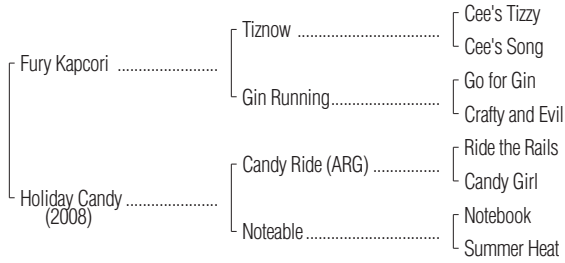 Cee's Tizzy
Tiznow ..........................................
Cee's Song
Fury Kapcori .............................
Go for Gin
Gin Running................................
Crafty and Evil
Ride the Rails
Candy Ride (ARG) ....................
Candy Girl
Holiday Candy...........................
(2008)
Notebook
Noteable.......................................
Summer Heat